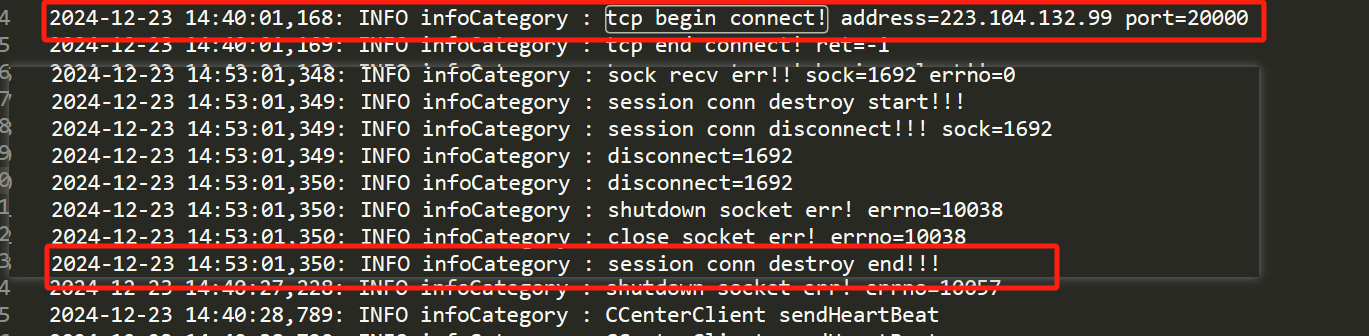 4 2024-12-23 14:40:01,168: INFO infoCategory : tcp begin connect! address=223.104.132.99 port=20000
5 2024-12-23 14:40:01,169: INFO infoCategory : tcp end connect! ret=-1
6 2024-12-23 14:53:01,348: INFO infoCategory : sock recv err!! sock=1692 errno=0
7 2024-12-23 14:53:01,349: INFO infoCategory : session conn destroy start!!!
8 2024-12-23 14:53:01,349: INFO infoCategory : session conn disconnect!!! sock=1692
9 2024-12-23 14:53:01,349: INFO infoCategory : disconnect=1692
0 2024-12-23 14:53:01,350: INFO infoCategory : disconnect=1692
1 2024-12-23 14:53:01,350: INFO infoCategory : shutdown socket err! errno=10038
2 2024-12-23 14:53:01,350: INFO infoCategory : close socket err! errno=10038
3 2024-12-23 14:53:01,350: INFO infoCategory : session conn destroy end!!!
4 2024-12-23 14:40:27,228: INFO infoCategory : shutdown socket err! errno=10057
5 2024-12-23 14:40:28,789: INFO infoCategory : CCenterClient sendHeartBeat